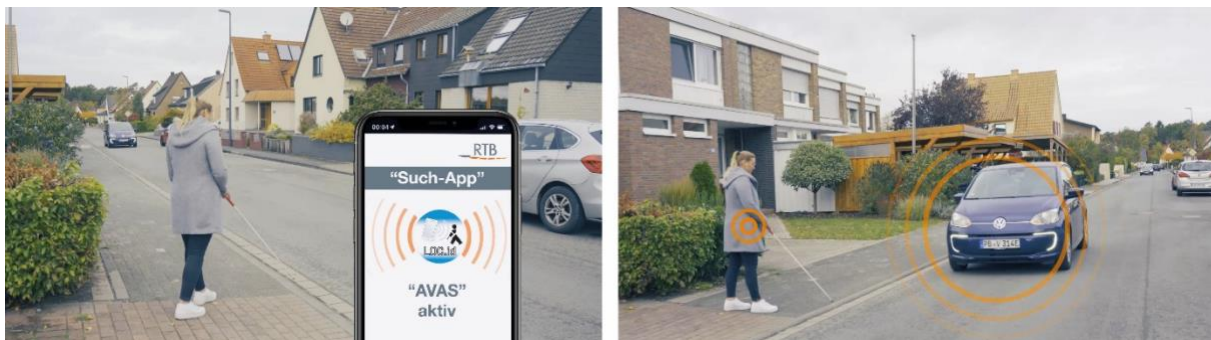 00:04
RTB
"Such-App"
LOC.id
"AVAS"
aktiv
PB·V 314E